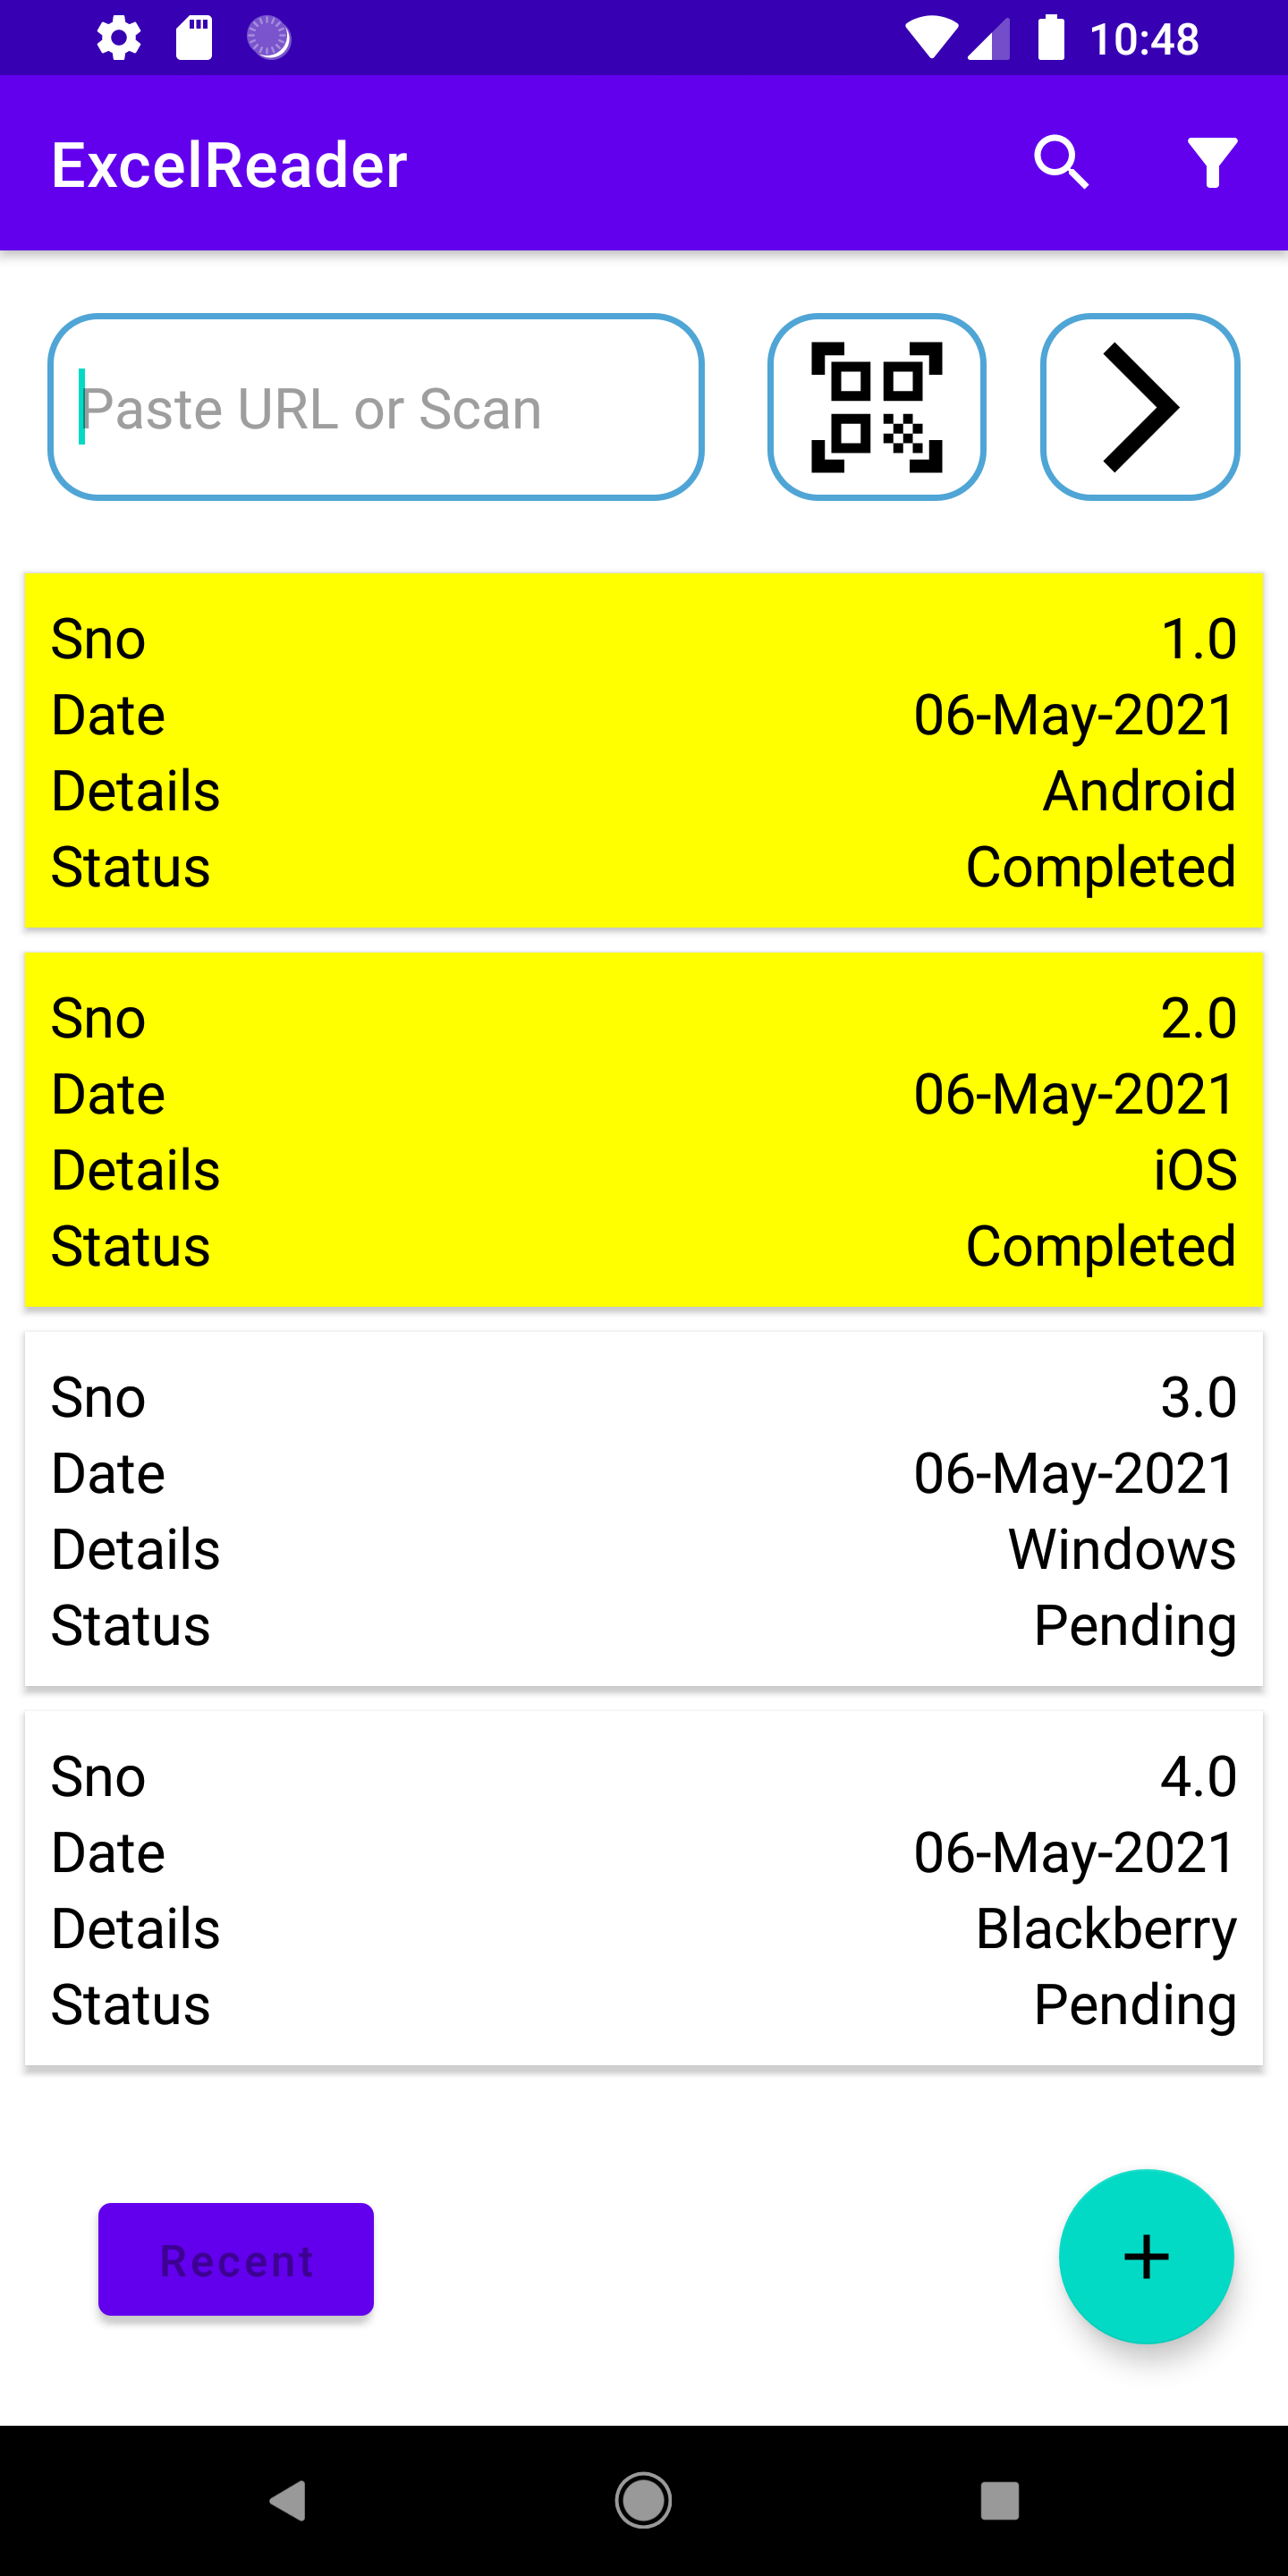 10:48
ExcelReader
Paste URL or Scan
Sno 1.0
Date 06-May-2021
Details Android
Status Completed
Sno 2.0
Date 06-May-2021
Details iOS
Status Completed
Sno 3.0
Date 06-May-2021
Details Windows
Status Pending
Sno 4.0
Date 06-May-2021
Details Blackberry
Status Pending
Recent